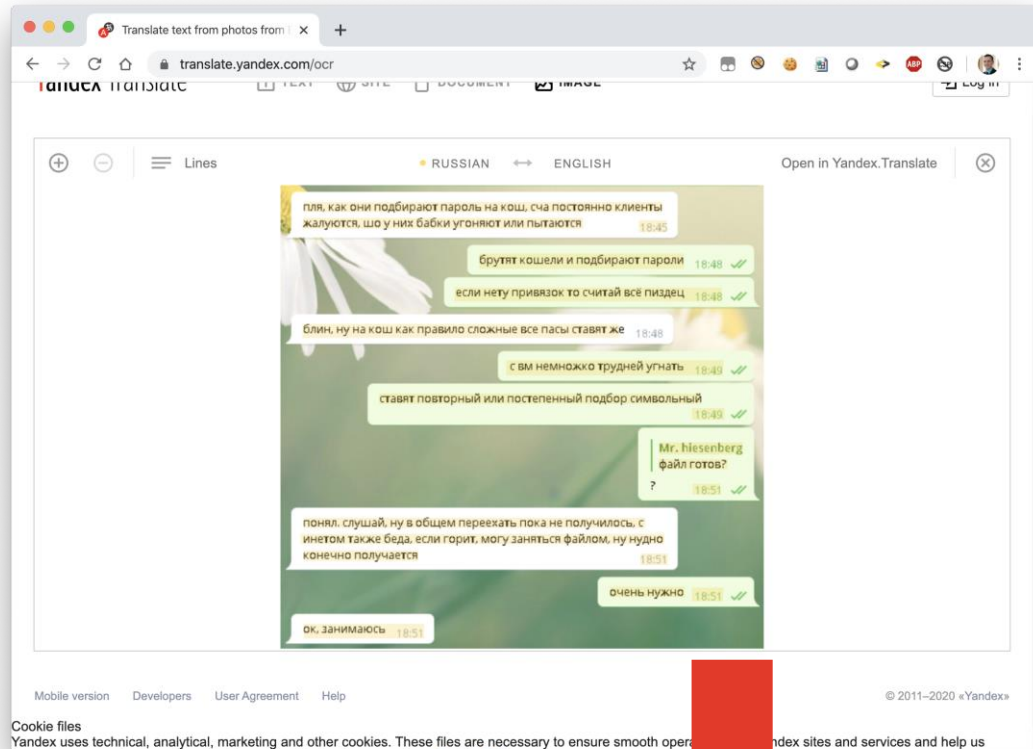 Translate text from photos from
translate.yandex.com/ocr
ABP
Yandex Translate TEXT SITE DOCUMENT IMAGE Log in
Lines RUSSIAN ↔ ENGLISH Open in Yandex.Translate
пля, как они подбирают пароль на кош, сча постоянно клиенты
жалуются, шо у них бабки угоняют или пытаются 18:45
брутят кошели и подбирают пароли 18:48
если нету привязок то считай всё пиздец 18:48
блин, ну на кош как правило сложные все пасы ставят же 18:48
с вм немножко трудней угнать 18:49
ставят повторный или постепенный подбор символьный
18:49
Mr. hiesenberg
файл готов?
? 18:51
понял. слушай, ну в общем переехать пока не получилось, с
инетом также беда, если горит, могу заняться файлом, ну нудно
конечно получается 18:51
очень нужно 18:51
ок, занимаюсь 18:51
Mobile version Developers User Agreement Help © 2011–2020 «Yandex»
Cookie files
Yandex uses technical, analytical, marketing and other cookies. These files are necessary to ensure smooth sites and services and help us